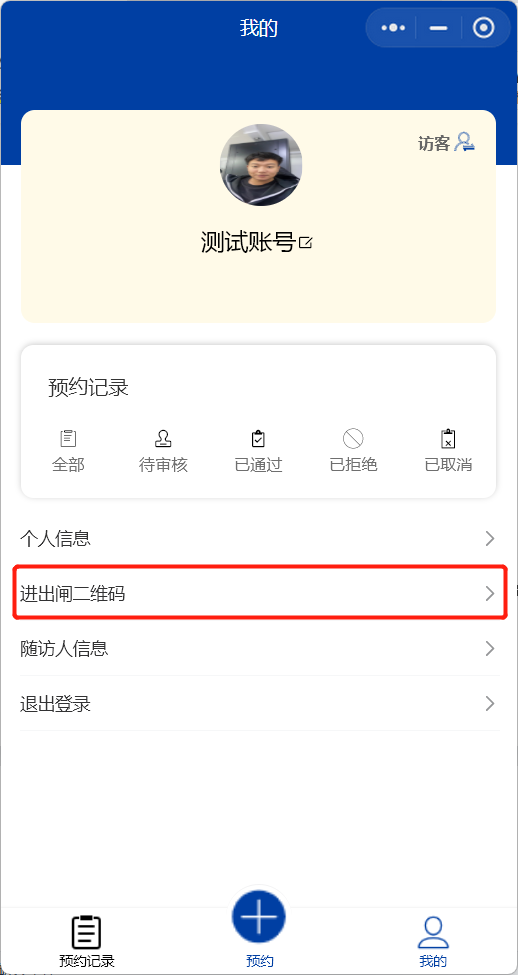 我的
访客
测试账号
预约记录
全部 待审核 已通过 已拒绝 已取消
个人信息
进出闸二维码
随访人信息
退出登录
预约记录 预约 我的